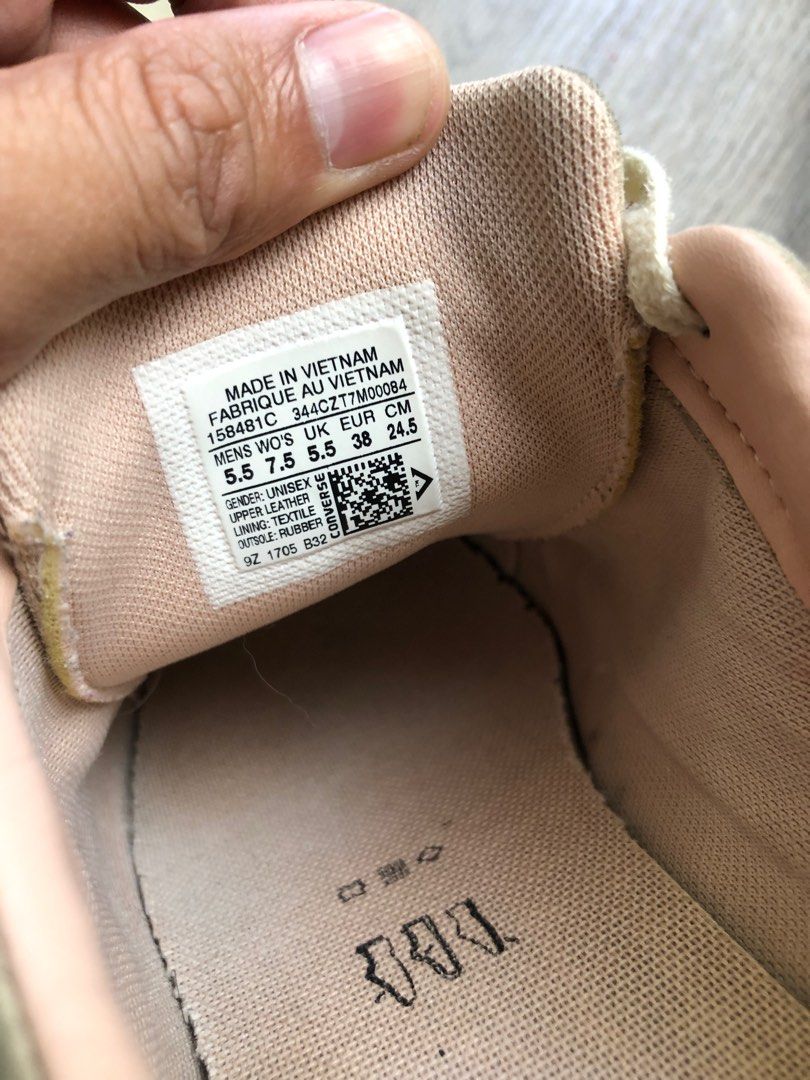 MADE IN VIETNAM
FABRIQUE AU VIETNAM
158481C 344CZT7M00084
MENS WO'S UK EUR CM
5.5 7.5 5.5 38 24.5
GENDER: UNISEX
UPPER: LEATHER
LINING: TEXTILE
OUTSOLE: RUBBER
CONVERSE
9Z 1705 B32